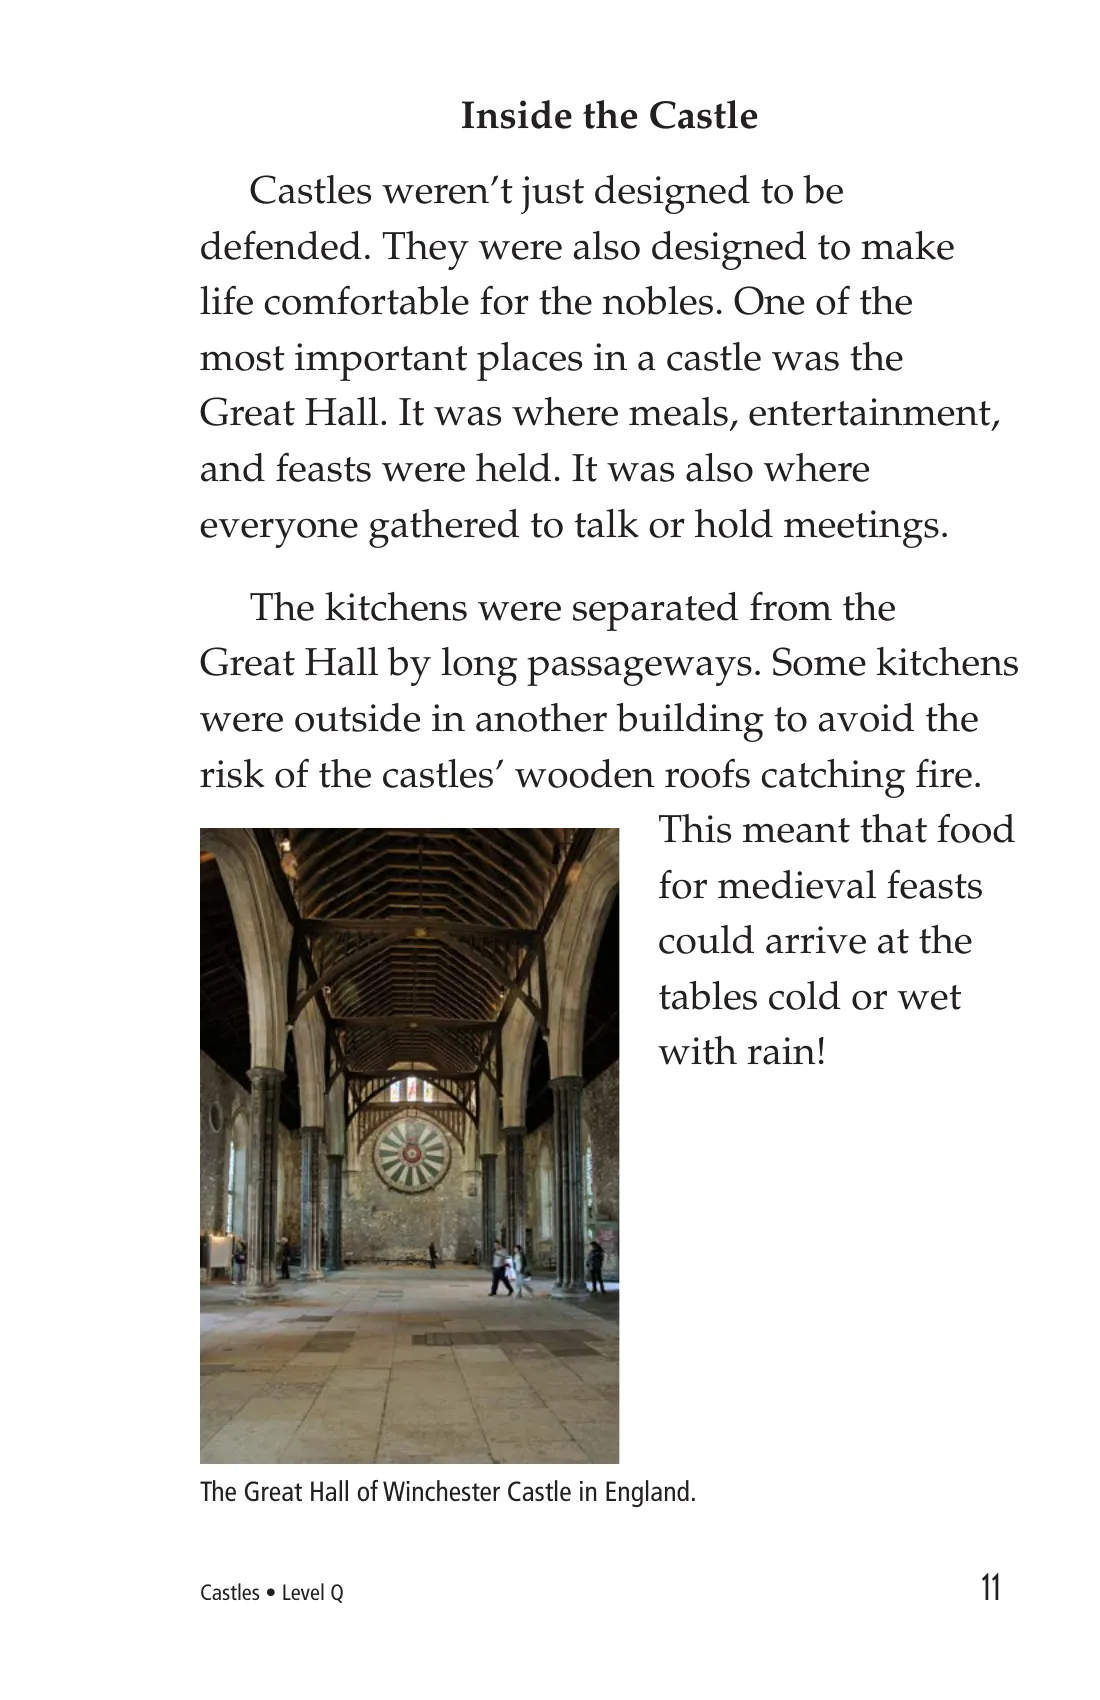 Inside the Castle
Castles weren’t just designed to be
defended. They were also designed to make
life comfortable for the nobles. One of the
most important places in a castle was the
Great Hall. It was where meals, entertainment,
and feasts were held. It was also where
everyone gathered to talk or hold meetings.
The kitchens were separated from the
Great Hall by long passageways. Some kitchens
were outside in another building to avoid the
risk of the castles’ wooden roofs catching fire.
This meant that food
for medieval feasts
could arrive at the
tables cold or wet
with rain!
The Great Hall of Winchester Castle in England.
Castles • Level Q
11